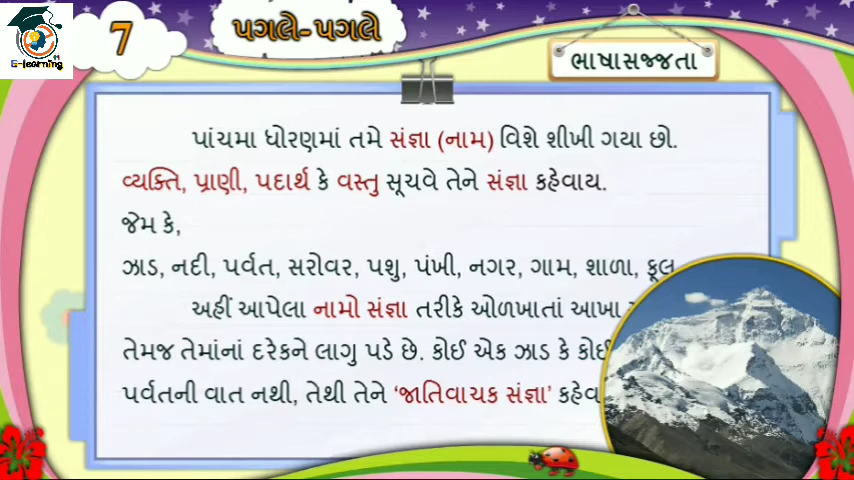 E-learning
7
પગલે-પગલે
ભાષાસજ્જતા
પાંચમા ધોરણમાં તમે સંજ્ઞા (નામ) વિશે શીખી ગયા છો.
વ્યક્તિ, પ્રાણી, પદાર્થ કે વસ્તુ સૂચવે તેને સંજ્ઞા કહેવાય.
જેમ કે,
ઝાડ, નદી, પર્વત, સરોવર, પશુ, પંખી, નગર, ગામ, શાળા, ફૂલ
અહીં આપેલા નામો સંજ્ઞા તરીકે ઓળખાતાં આખા
તેમજ તેમાંનાં દરેકને લાગુ પડે છે. કોઈ એક ઝાડ કે કોઈ
પર્વતની વાત નથી, તેથી તેને ‘જાતિવાચક સંજ્ઞા’